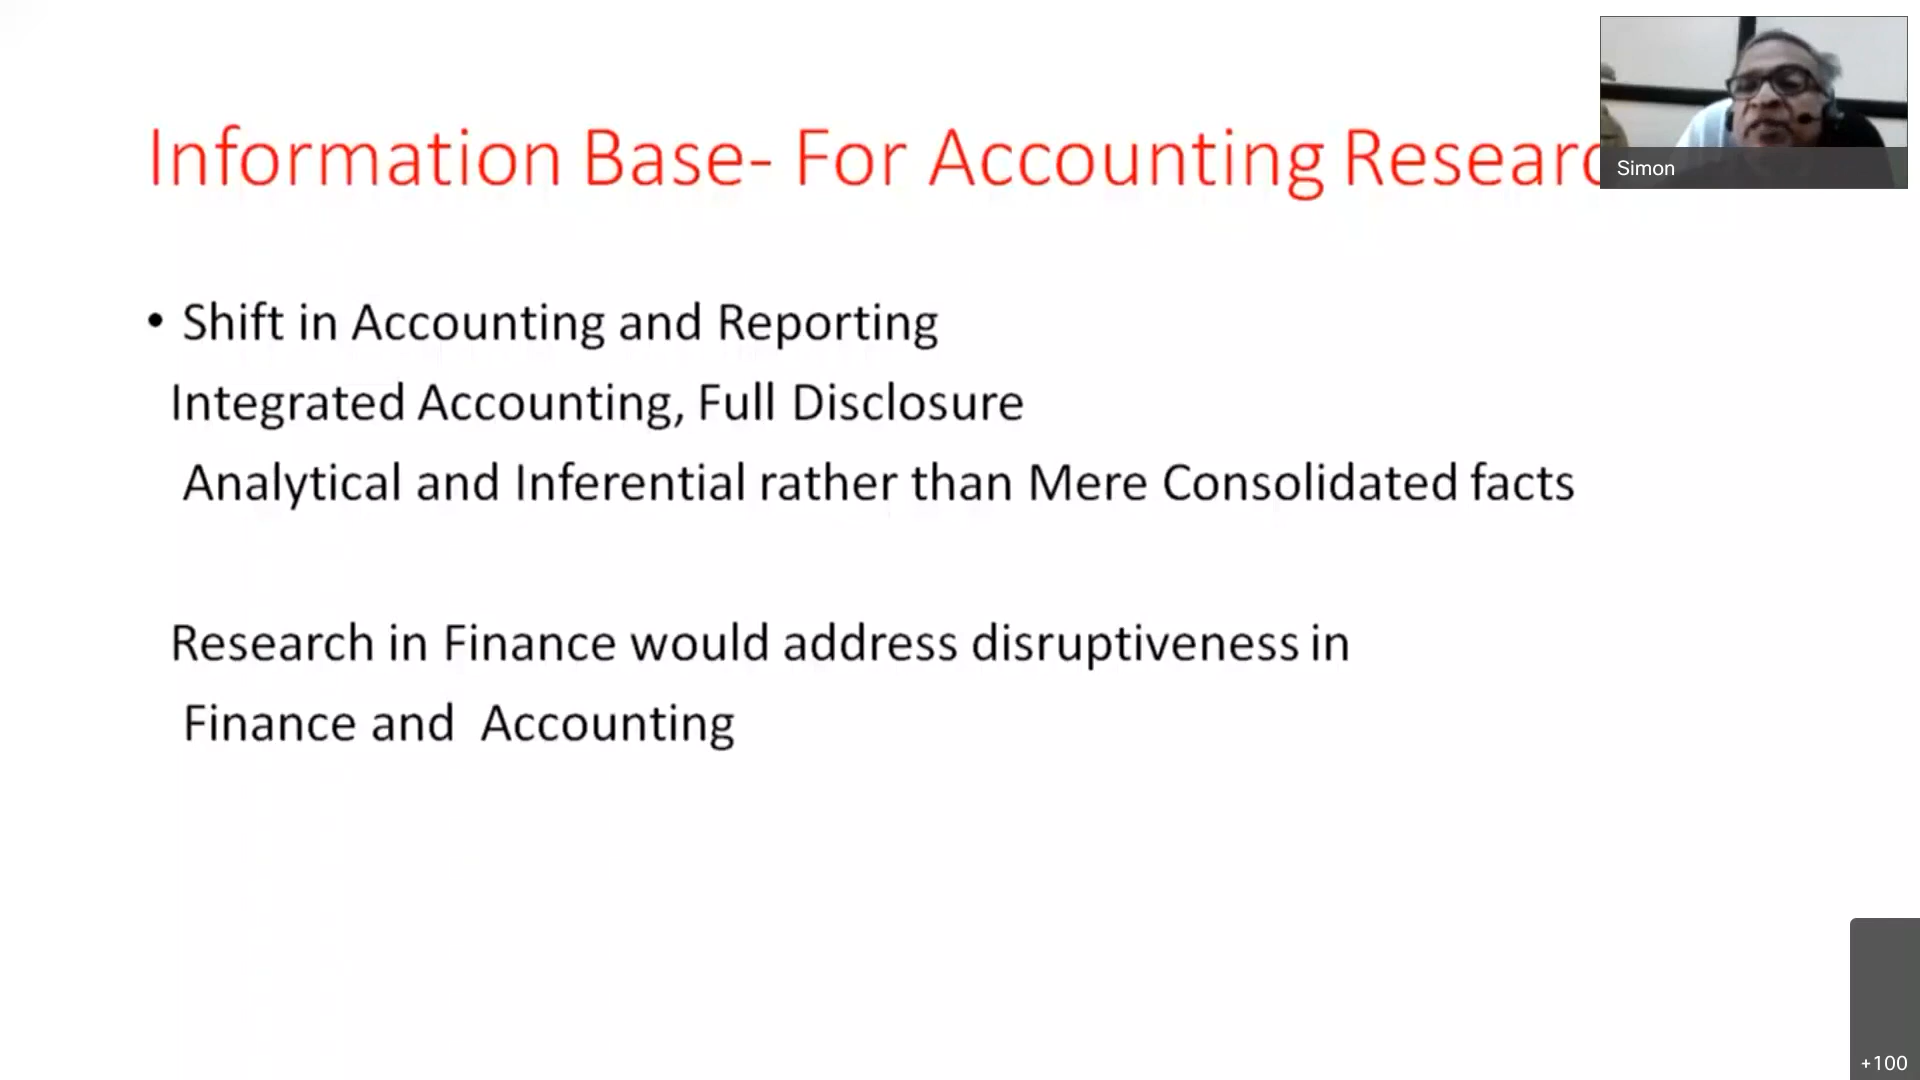 Information Base- For Accounting Researc
• Shift in Accounting and Reporting
Integrated Accounting, Full Disclosure
Analytical and Inferential rather than Mere Consolidated facts
Research in Finance would address disruptiveness in
Finance and Accounting
Simon
+100